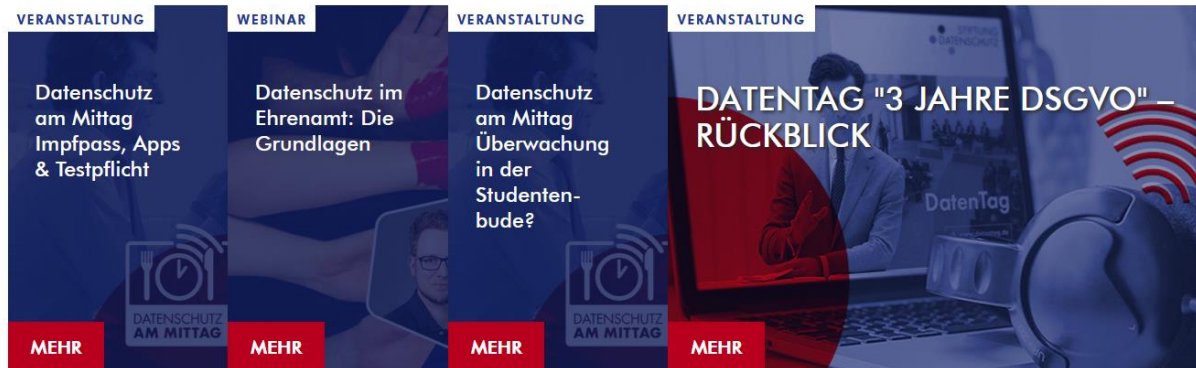 VERANSTALTUNG
Datenschutz
am Mittag
Impfpass, Apps
& Testpflicht
DATENSCHUTZ
AM MITTAG
MEHR
WEBINAR
Datenschutz im
Ehrenamt: Die
Grundlagen
MEHR
VERANSTALTUNG
Datenschutz
am Mittag
Überwachung
in der
Studenten-
bude?
DATENSCHUTZ
AM MITTAG
MEHR
VERANSTALTUNG
STIFTUNG
DATENSCHUTZ
DATENTAG "3 JAHRE DSGVO" –
RÜCKBLICK
DatenTag
MEHR